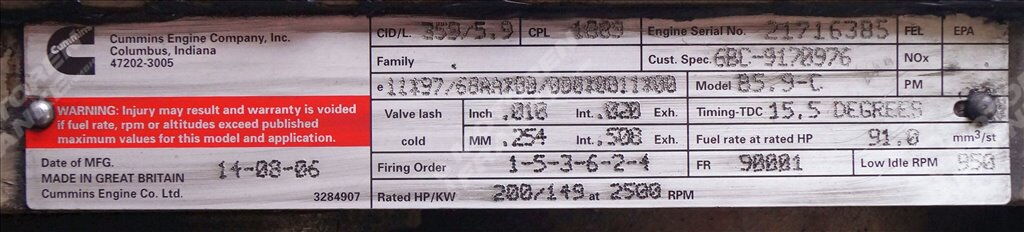 Cummins
Cummins Engine Company, Inc.
Columbus, Indiana
47202-3005
WARNING: Injury may result and warranty is voided
if fuel rate, rpm or altitudes exceed published
maximum values for this model and application.
Date of MFG. 14-08-06
MADE IN GREAT BRITAIN
Cummins Engine Co. Ltd. 3284907
CID/L. 359/5.9 CPL Engine Serial No. 21716385 FEL EPA
Family Cust. Spec. 6BC-9170976 NOx
e Model B5.9-C PM
Valve lash Inch .010 Int. .020 Exh. Timing-TDC 15.5 DEGREES
cold MM .254 Int. .508 Exh. Fuel rate at rated HP 91.0 mm³/st
Firing Order 1-5-3-6-2-4 FR 90001 Low Idle RPM 950
Rated HP/KW 200/149 at 2500 RPM